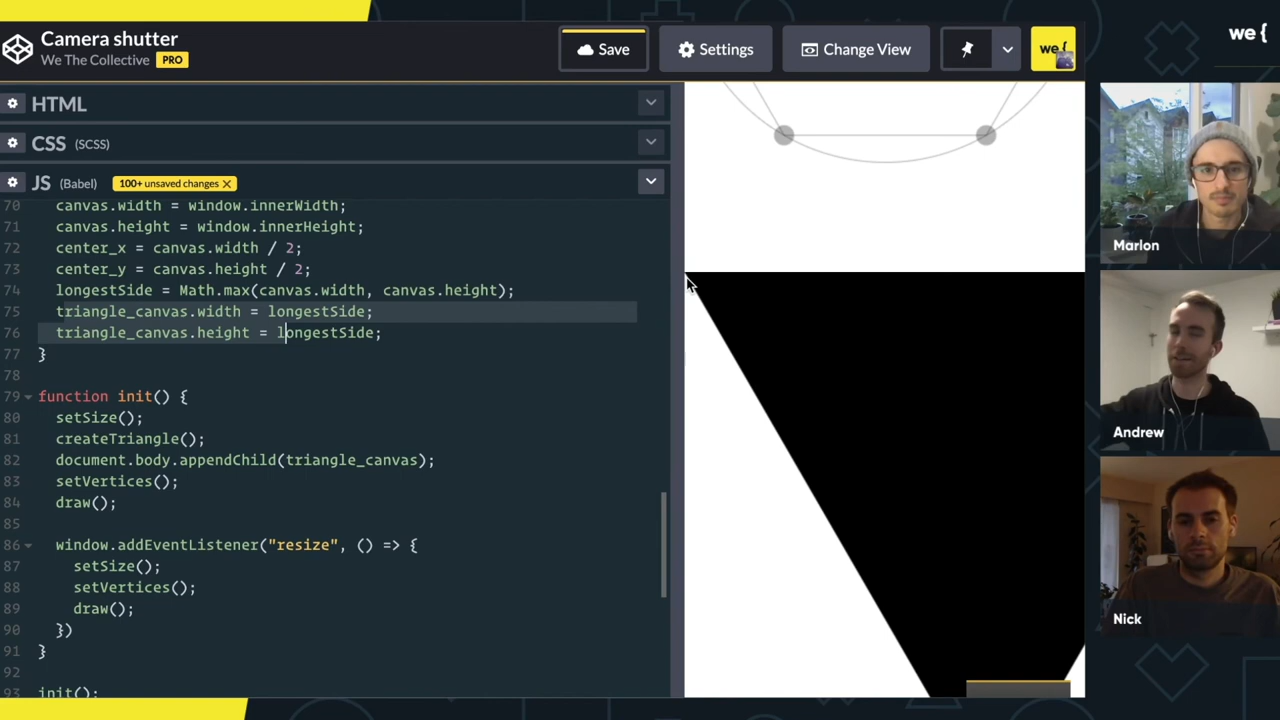 Camera shutter
We The Collective PRO
Save
Settings
Change View
we {
we {
HTML
CSS (SCSS)
JS (Babel) 100+ unsaved changes X
70 canvas.width = window.innerWidth;
71 canvas.height = window.innerHeight;
72 center_x = canvas.width / 2;
73 center_y = canvas.height / 2;
74 longestSide = Math.max(canvas.width, canvas.height);
75 triangle_canvas.width = longestSide;
76 triangle_canvas.height = longestSide;
77 }
78
79 function init() {
80 setSize();
81 createTriangle();
82 document.body.appendChild(triangle_canvas);
83 setVertices();
84 draw();
85
86 window.addEventListener("resize", () => {
87 setSize();
88 setVertices();
89 draw();
90 })
91 }
92
93 init();
Marlon
Andrew
Nick